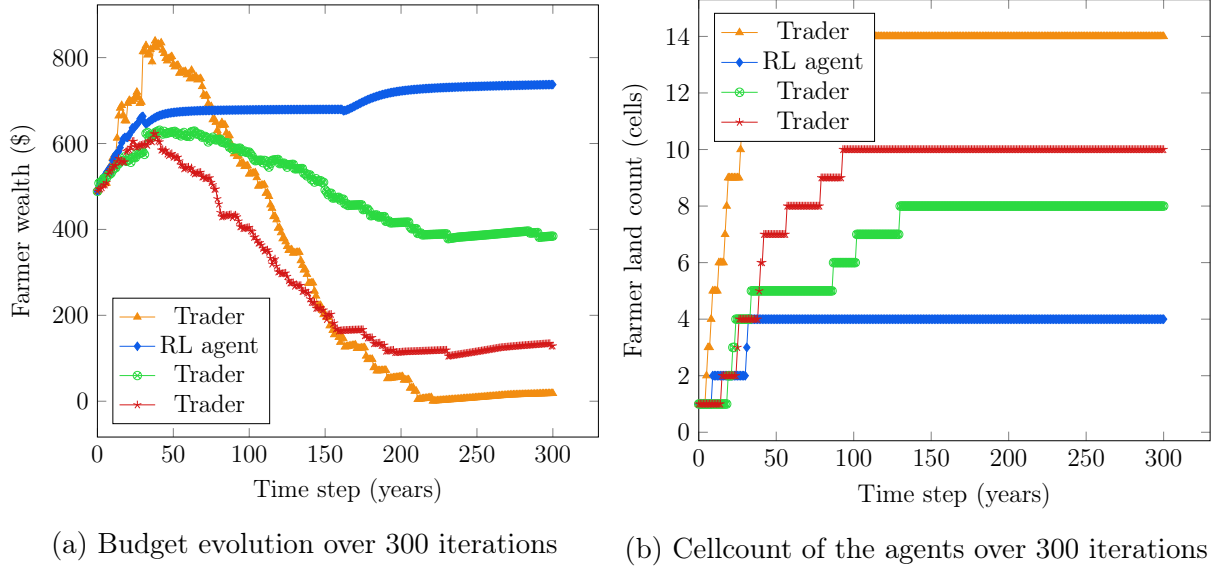 800
600
400
200
0
Farmer wealth ($)
Trader
RL agent
Trader
Trader
0 50 100 150 200 250 300
Time step (years)
(a) Budget evolution over 300 iterations
14
12
10
8
6
4
2
0
Farmer land count (cells)
Trader
RL agent
Trader
Trader
0 50 100 150 200 250 300
Time step (years)
(b) Cellcount of the agents over 300 iterations